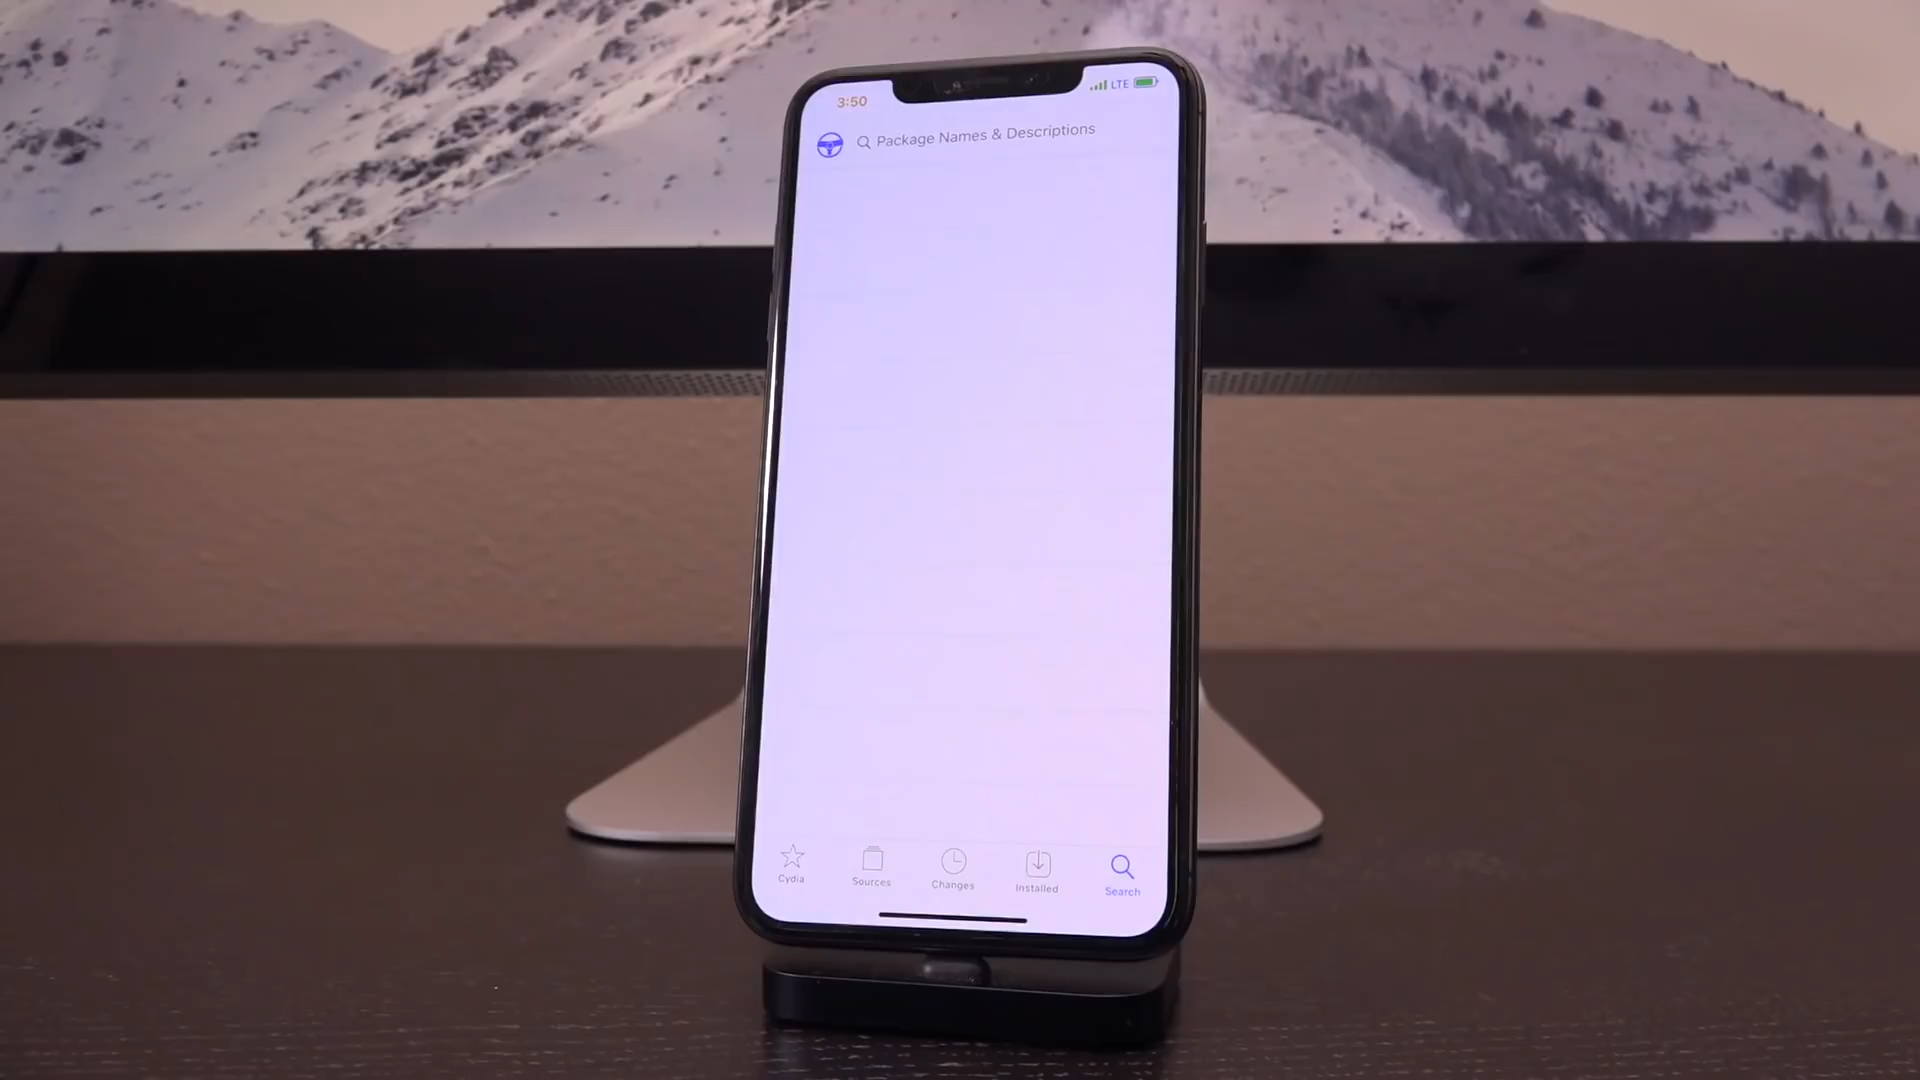 3:50
LTE
Package Names & Descriptions
Cydia
Sources
Changes
Installed
Search